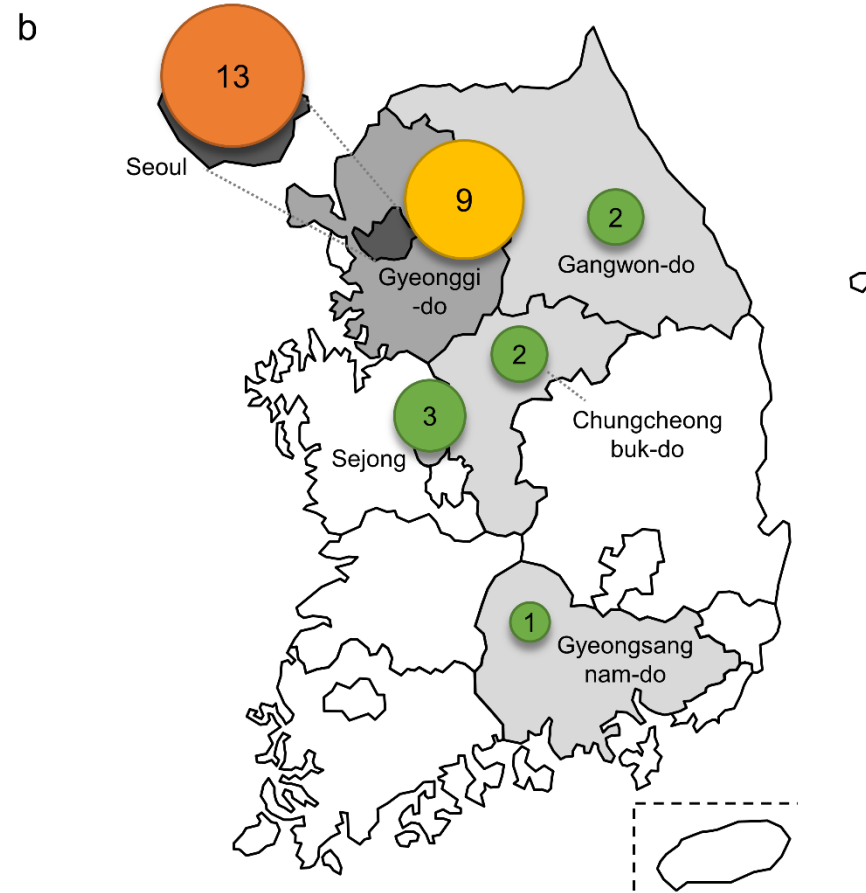 b
13
Seoul
9
2
Gangwon-do
Gyeonggi
-do
2
3
Chungcheong
buk-do
Sejong
1
Gyeongsang
nam-do